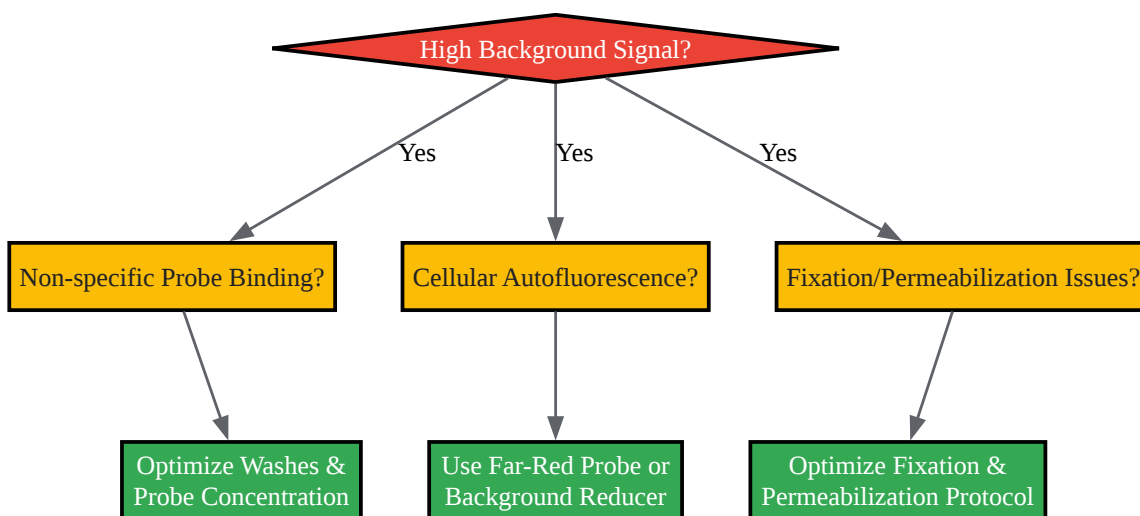 High Background Signal?
Yes
Yes
Yes
Non-specific Probe Binding?
Cellular Autofluorescence?
Fixation/Permeabilization Issues?
Optimize Washes &
Probe Concentration
Use Far-Red Probe or
Background Reducer
Optimize Fixation &
Permeabilization Protocol